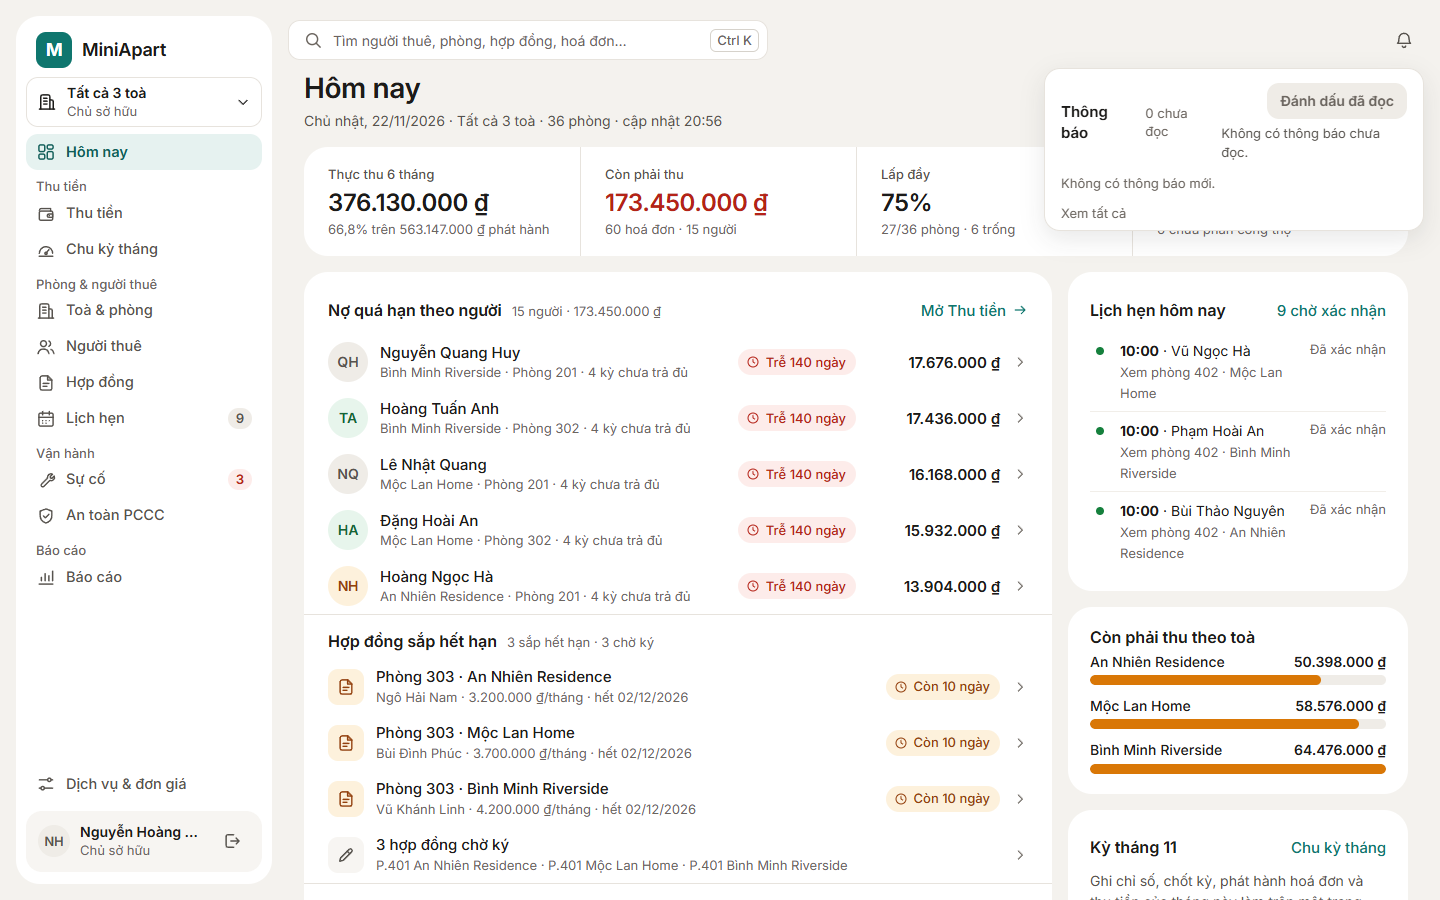 M MiniApart
Tất cả 3 toà
Chủ sở hữu
Hôm nay
Thu tiền
Thu tiền
Chu kỳ tháng
Phòng & người thuê
Toà & phòng
Người thuê
Hợp đồng
Lịch hẹn 9
Vận hành
Sự cố 3
An toàn PCCC
Báo cáo
Báo cáo
Dịch vụ & đơn giá
NH Nguyễn Hoàng ...
Chủ sở hữu
Tìm người thuê, phòng, hợp đồng, hoá đơn... Ctrl K
Hôm nay
Chủ nhật, 22/11/2026 · Tất cả 3 toà · 36 phòng · cập nhật 20:56
Thực thu 6 tháng
376.130.000 ₫
66,8% trên 563.147.000 ₫ phát hành
Còn phải thu
173.450.000 ₫
60 hoá đơn · 15 người
Lấp đầy
75%
27/36 phòng · 6 trống
Thông báo
0 chưa đọc
Đánh dấu đã đọc
Không có thông báo chưa đọc.
Không có thông báo mới.
Xem tất cả
Nợ quá hạn theo người 15 người · 173.450.000 ₫ Mở Thu tiền
QH Nguyễn Quang Huy
Bình Minh Riverside · Phòng 201 · 4 kỳ chưa trả đủ
Trễ 140 ngày 17.676.000 ₫
TA Hoàng Tuấn Anh
Bình Minh Riverside · Phòng 302 · 4 kỳ chưa trả đủ
Trễ 140 ngày 17.436.000 ₫
NQ Lê Nhật Quang
Mộc Lan Home · Phòng 201 · 4 kỳ chưa trả đủ
Trễ 140 ngày 16.168.000 ₫
HA Đặng Hoài An
Mộc Lan Home · Phòng 302 · 4 kỳ chưa trả đủ
Trễ 140 ngày 15.932.000 ₫
NH Hoàng Ngọc Hà
An Nhiên Residence · Phòng 201 · 4 kỳ chưa trả đủ
Trễ 140 ngày 13.904.000 ₫
Hợp đồng sắp hết hạn 3 sắp hết hạn · 3 chờ ký
Phòng 303 · An Nhiên Residence
Ngô Hải Nam · 3.200.000 ₫/tháng · hết 02/12/2026
Còn 10 ngày
Phòng 303 · Mộc Lan Home
Bùi Đình Phúc · 3.700.000 ₫/tháng · hết 02/12/2026
Còn 10 ngày
Phòng 303 · Bình Minh Riverside
Vũ Khánh Linh · 4.200.000 ₫/tháng · hết 02/12/2026
Còn 10 ngày
3 hợp đồng chờ ký
P.401 An Nhiên Residence · P.401 Mộc Lan Home · P.401 Bình Minh Riverside
Lịch hẹn hôm nay 9 chờ xác nhận
10:00 · Vũ Ngọc Hà Đã xác nhận
Xem phòng 402 · Mộc Lan
Home
10:00 · Phạm Hoài An Đã xác nhận
Xem phòng 402 · Bình Minh
Riverside
10:00 · Bùi Thảo Nguyên Đã xác nhận
Xem phòng 402 · An Nhiên
Residence
Còn phải thu theo toà
An Nhiên Residence 50.398.000 ₫
Mộc Lan Home 58.576.000 ₫
Bình Minh Riverside 64.476.000 ₫
Kỳ tháng 11 Chu kỳ tháng
Ghi chỉ số, chốt kỳ, phát hành hoá đơn và